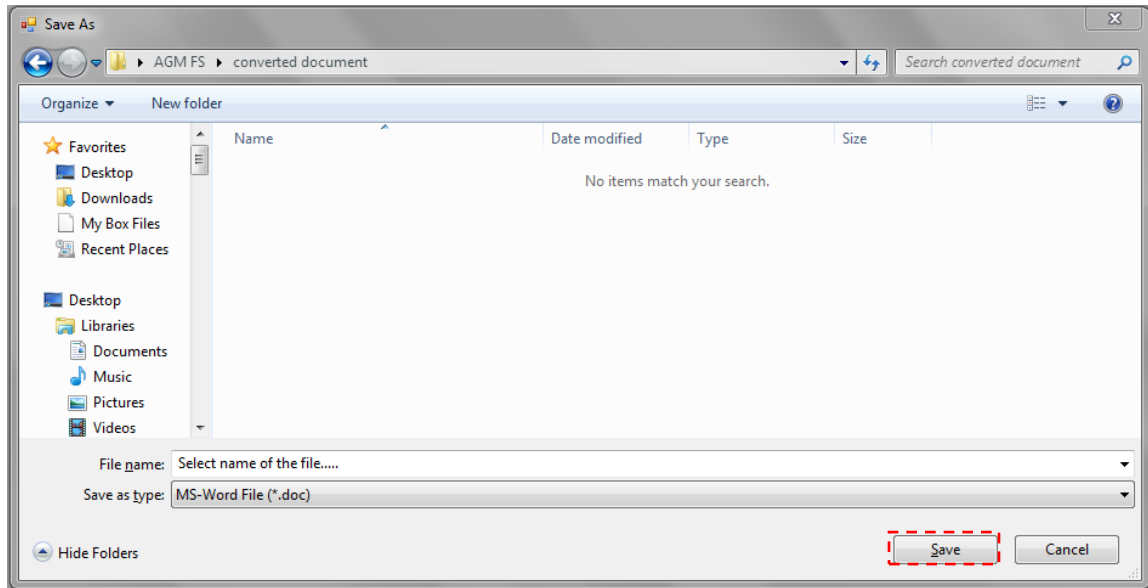 Save As
AGM FS converted document
Search converted document
Organize New folder
Name Date modified Type Size
No items match your search.
Favorites
Desktop
Downloads
My Box Files
Recent Places
Desktop
Libraries
Documents
Music
Pictures
Videos
File name: Select name of the file.....
Save as type: MS-Word File (*.doc)
Hide Folders
Save Cancel